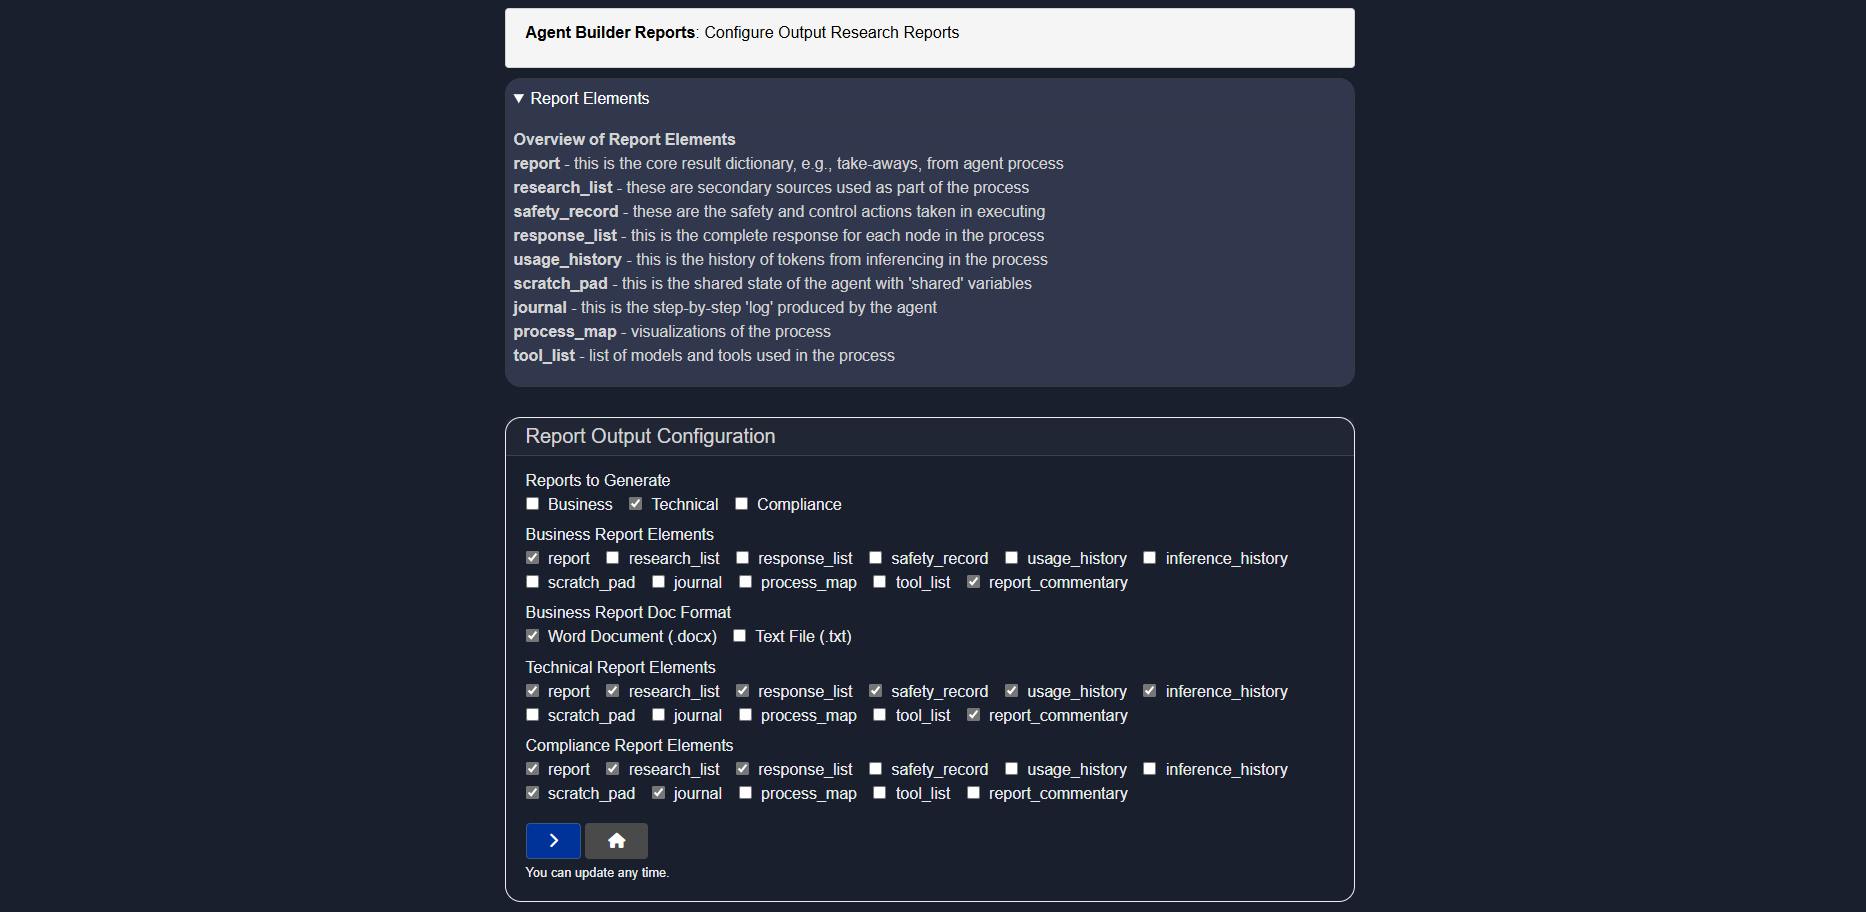 Agent Builder Reports: Configure Output Research Reports
▼ Report Elements
Overview of Report Elements
report - this is the core result dictionary, e.g., take-aways, from agent process
research_list - these are secondary sources used as part of the process
safety_record - these are the safety and control actions taken in executing
response_list - this is the complete response for each node in the process
usage_history - this is the history of tokens from inferencing in the process
scratch_pad - this is the shared state of the agent with 'shared' variables
journal - this is the step-by-step 'log' produced by the agent
process_map - visualizations of the process
tool_list - list of models and tools used in the process
Report Output Configuration
Reports to Generate
Business Technical Compliance
Business Report Elements
report research_list response_list safety_record usage_history inference_history
scratch_pad journal process_map tool_list report_commentary
Business Report Doc Format
Word Document (.docx) Text File (.txt)
Technical Report Elements
report research_list response_list safety_record usage_history inference_history
scratch_pad journal process_map tool_list report_commentary
Compliance Report Elements
report research_list response_list safety_record usage_history inference_history
scratch_pad journal process_map tool_list report_commentary
You can update any time.